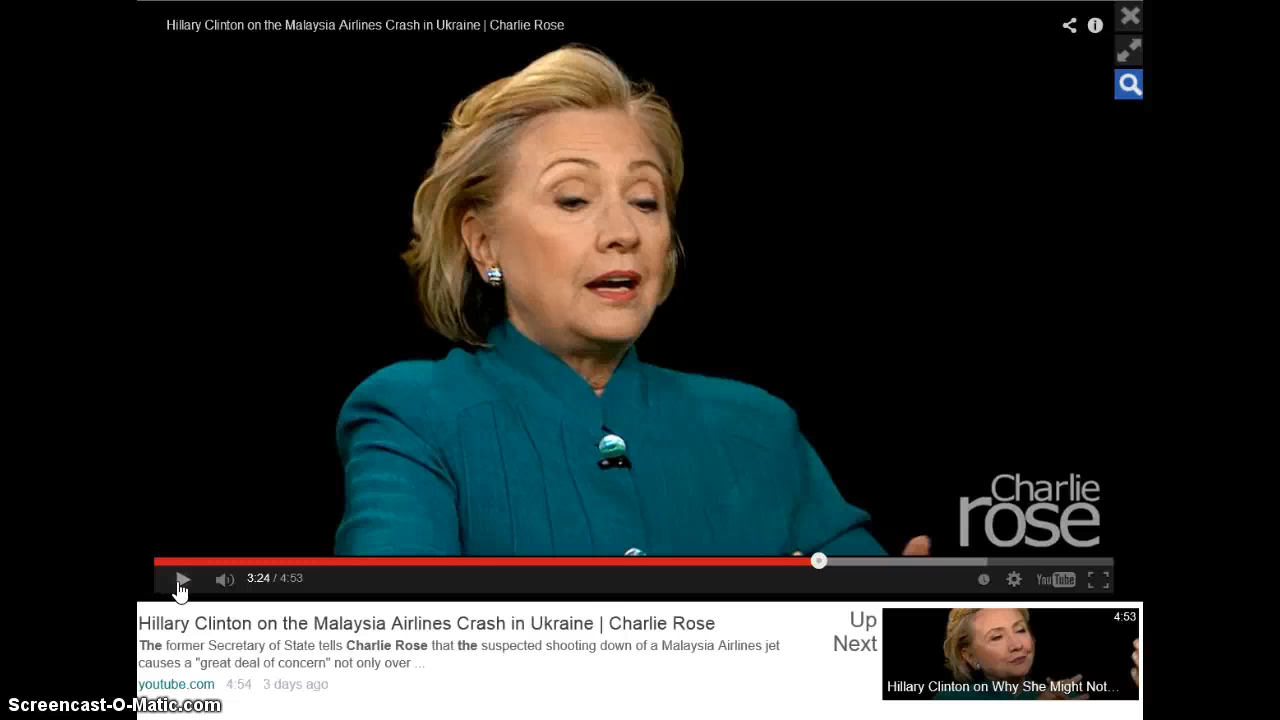 Hillary Clinton on the Malaysia Airlines Crash in Ukraine | Charlie Rose
Charlie
rose
3:24 / 4:53
YouTube
Hillary Clinton on the Malaysia Airlines Crash in Ukraine | Charlie Rose
The former Secretary of State tells Charlie Rose that the suspected shooting down of a Malaysia Airlines jet
causes a "great deal of concern" not only over ...
youtube.com 4:54 3 days ago
Up
Next
4:53
Hillary Clinton on Why She Might Not...
Screencast-O-Matic.com